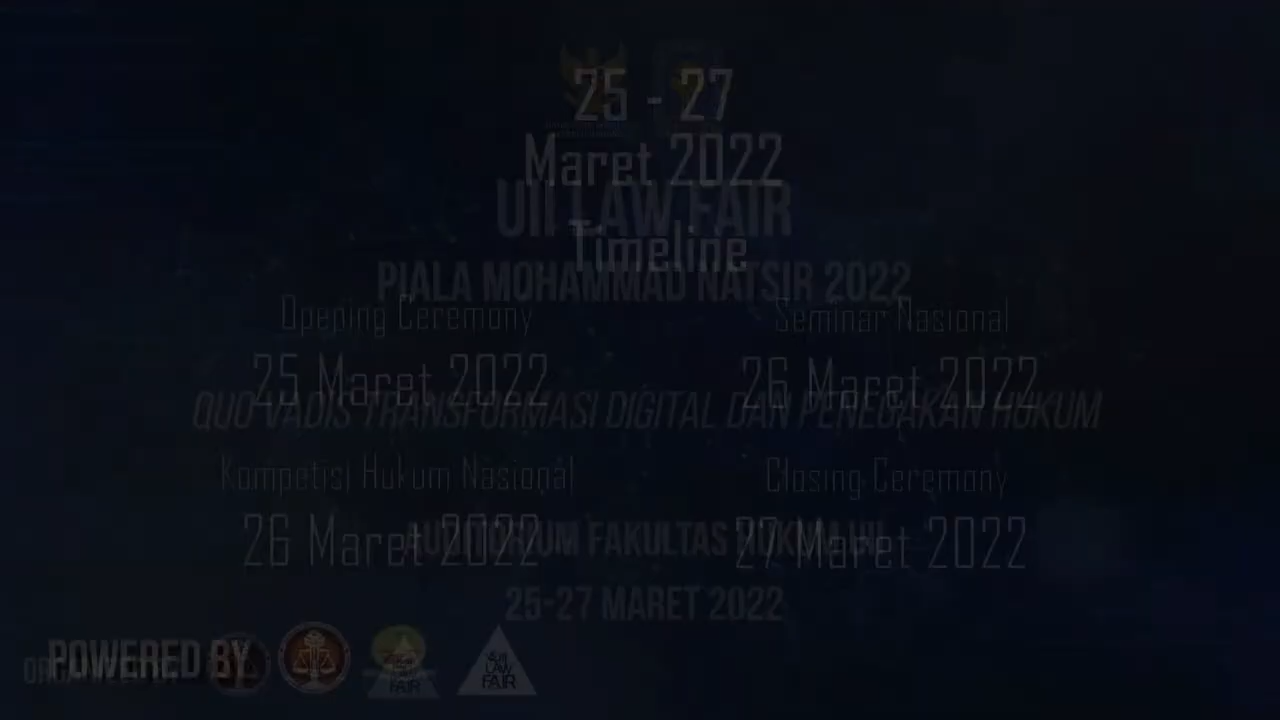 25 - 27
Maret 2022
UII LAW FAIR
Timeline
PIALA MOHAMMAD NATSIR 2022
Opening Ceremony
Seminar Nasional
25 Maret 2022
26 Maret 2022
QUO VADIS TRANSFORMASI DIGITAL DAN PENEGAKAN HUKUM
Kompetisi Hukum Nasional
Closing Ceremony
26 Maret 2022
27 Maret 2022
AUDITORIUM FAKULTAS HUKUM UII
25-27 MARET 2022
POWERED BY
UII LAW FAIR